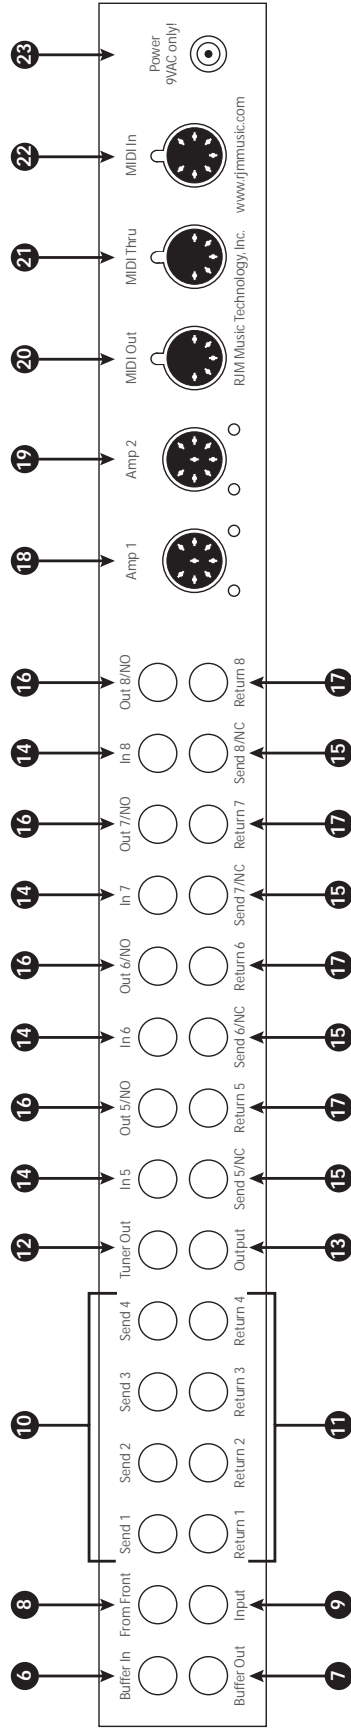 6 8 10 12 14 16 14 16 14 16 14 16 18 19 20 21 22 23
Buffer In From Front Send 1 Send 2 Send 3 Send 4 Tuner Out In 5 Out 5/NO In 6 Out 6/NO In 7 Out 7/NO In 8 Out 8/NO Amp 1 Amp 2 MIDI Out MIDI Thru MIDI In Power
9VAC only!
Buffer Out Input Return 1 Return 2 Return 3 Return 4 Output Send 5/NC Return 5 Send 6/NC Return 6 Send 7/NC Return 7 Send 8/NC Return 8 RJM Music Technology, Inc. www.rjmmusic.com
7 9 11 13 15 17 15 17 15 17 15 17